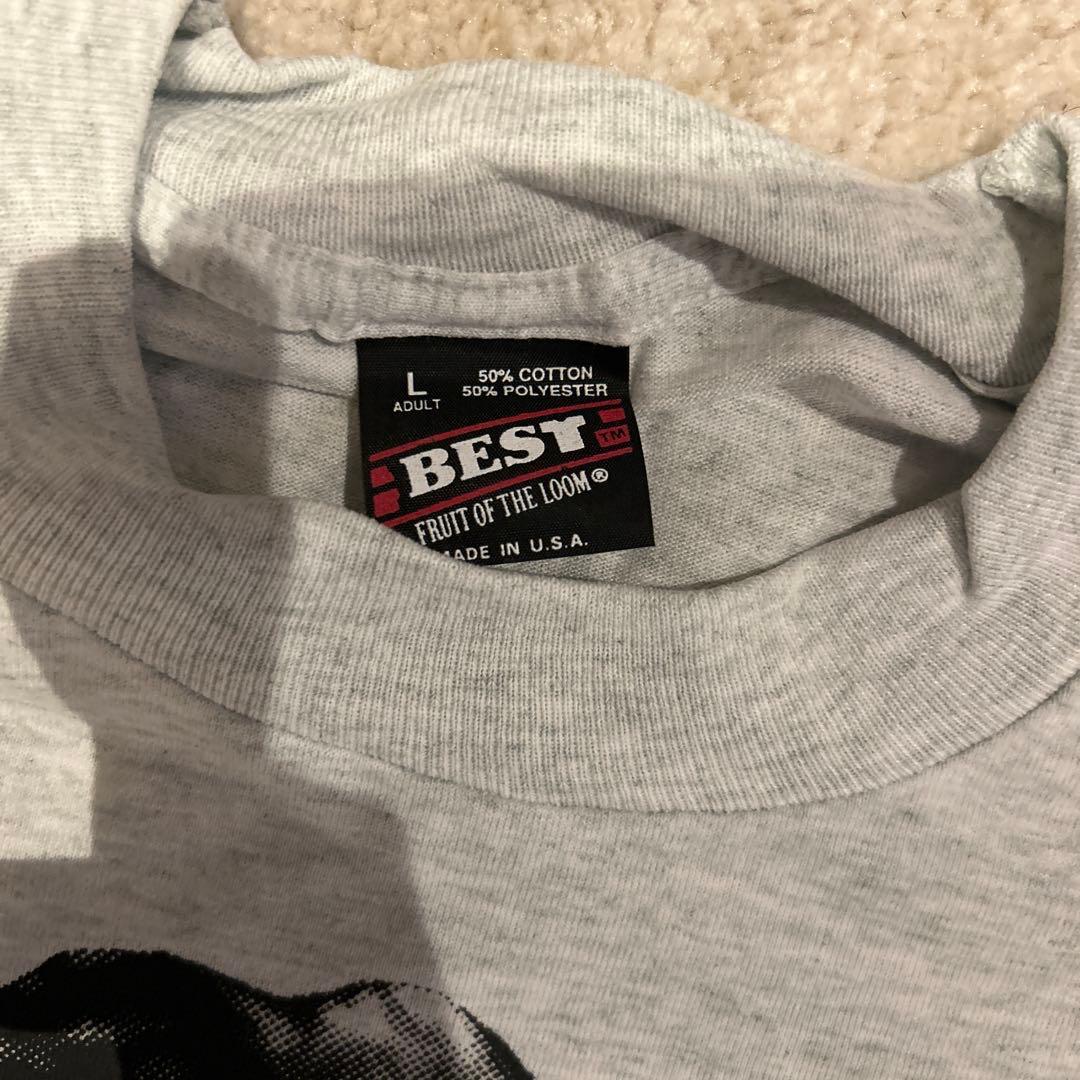 L
ADULT
50% COTTON
50% POLYESTER
BEST TM
FRUIT OF THE LOOM®
MADE IN U.S.A.